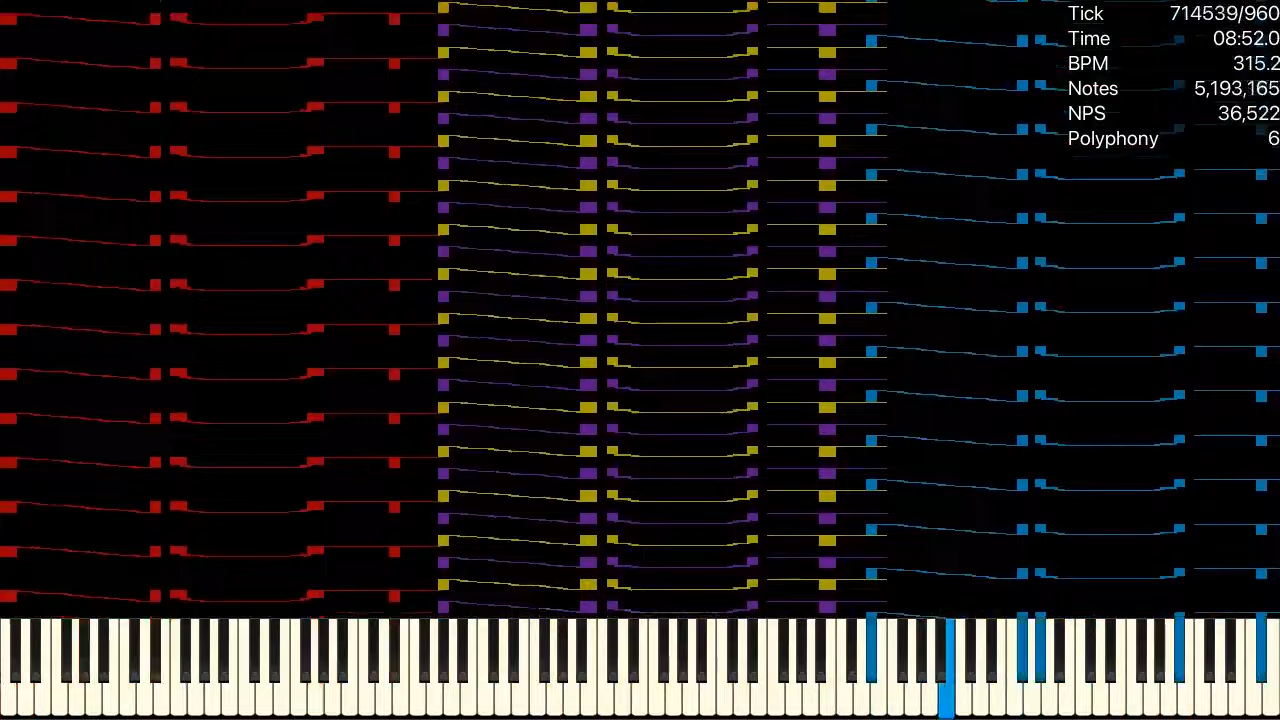 Tick 714539/960
Time 08:52.0
BPM 315.2
Notes 5,193,165
NPS 36,522
Polyphony 6